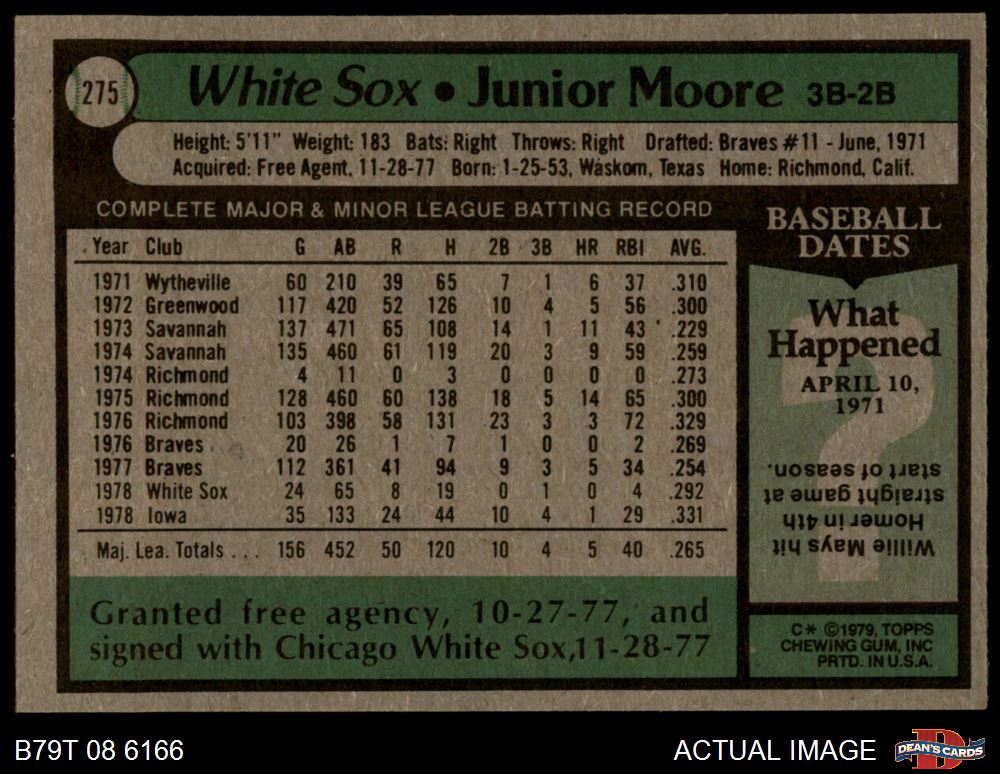 275
White Sox • Junior Moore 3B-2B
Height: 5'11" Weight: 183 Bats: Right Throws: Right Drafted: Braves #11 - June, 1971
Acquired: Free Agent, 11-28-77 Born: 1-25-53, Waskom, Texas Home: Richmond, Calif.
COMPLETE MAJOR & MINOR LEAGUE BATTING RECORD
Year Club G AB R H 2B 3B HR RBI AVG.
1971 Wytheville 60 210 39 65 7 1 6 37 .310
1972 Greenwood 117 420 52 126 10 4 5 56 .300
1973 Savannah 137 471 65 108 14 1 11 43 .229
1974 Savannah 135 460 61 119 20 3 9 59 .259
1974 Richmond 4 11 0 3 0 0 0 0 .273
1975 Richmond 128 460 60 138 18 5 14 65 .300
1976 Richmond 103 398 58 131 23 3 3 72 .329
1976 Braves 20 26 1 7 1 0 0 2 .269
1977 Braves 112 361 41 94 9 3 5 34 .254
1978 White Sox 24 65 8 19 0 1 0 4 .292
1978 Iowa 35 133 24 44 10 4 1 29 .331
Maj. Lea. Totals . . . 156 452 50 120 10 4 5 40 .265
Granted free agency, 10-27-77, and
signed with Chicago White Sox, 11-28-77
BASEBALL
DATES
What
Happened
APRIL 10,
1971
?
Willie Mays hit
Homer in 4th
straight game at
start of season.
C* ©1979, TOPPS
CHEWING GUM, INC
PRTD. IN U.S.A.
B79T 08 6166
ACTUAL IMAGE
D
DEAN'S CARDS